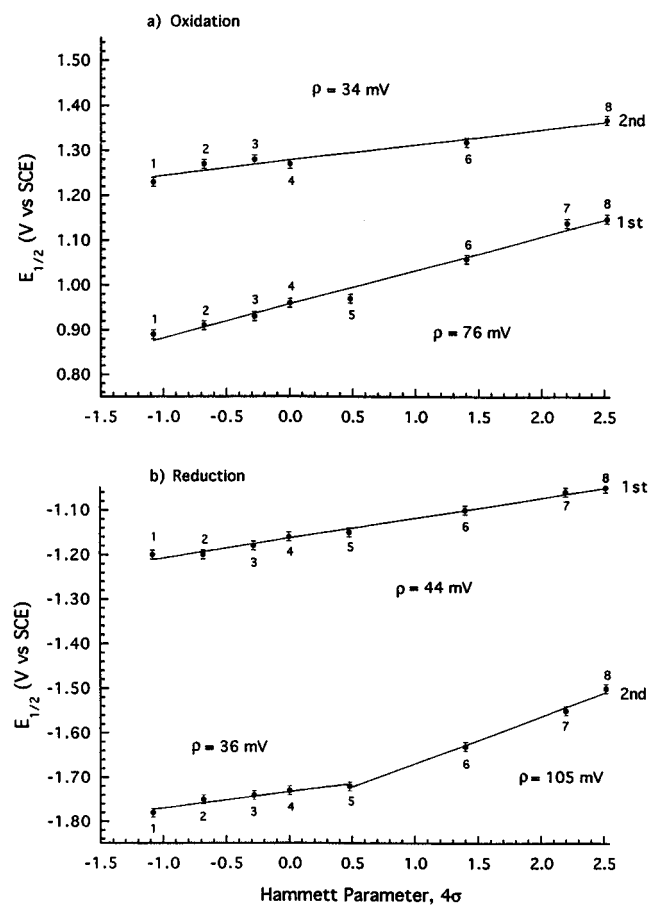 a) Oxidation
1.50
1.40
1.30
1.20
1.10
1.00
0.90
0.80
E1/2 (V vs SCE)
ρ = 34 mV
1 2 3 4 6 8 2nd
1 2 3 4 5 6 7 8 1st
ρ = 76 mV
-1.5 -1.0 -0.5 0.0 0.5 1.0 1.5 2.0 2.5
b) Reduction
-1.10
-1.20
-1.30
-1.40
-1.50
-1.60
-1.70
-1.80
E1/2 (V vs SCE)
1 2 3 4 5 6 7 8 1st
ρ = 44 mV
1 2 3 4 5 6 7 8 2nd
ρ = 36 mV
ρ = 105 mV
-1.5 -1.0 -0.5 0.0 0.5 1.0 1.5 2.0 2.5
Hammett Parameter, 4σ